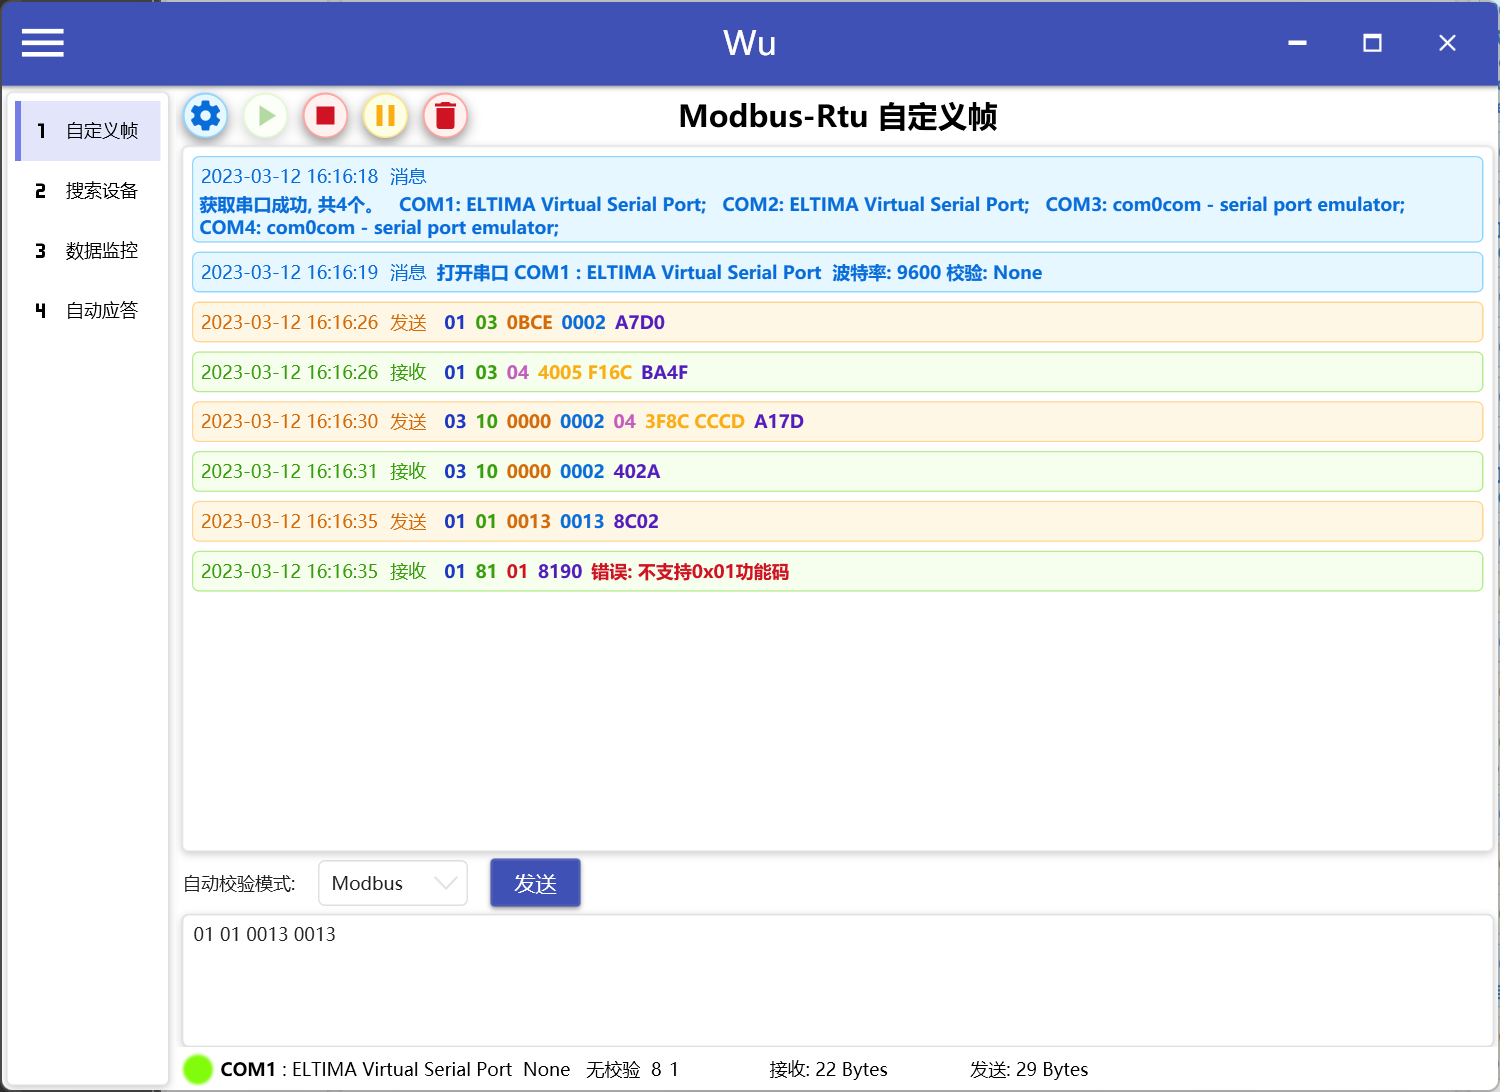 Wu
1 自定义帧
2 搜索设备
3 数据监控
4 自动应答
Modbus-Rtu 自定义帧
2023-03-12 16:16:18 消息
获取串口成功, 共4个。 COM1: ELTIMA Virtual Serial Port; COM2: ELTIMA Virtual Serial Port; COM3: com0com - serial port emulator;
COM4: com0com - serial port emulator;
2023-03-12 16:16:19 消息 打开串口 COM1 : ELTIMA Virtual Serial Port 波特率: 9600 校验: None
2023-03-12 16:16:26 发送 01 03 0BCE 0002 A7D0
2023-03-12 16:16:26 接收 01 03 04 4005 F16C BA4F
2023-03-12 16:16:30 发送 03 10 0000 0002 04 3F8C CCCD A17D
2023-03-12 16:16:31 接收 03 10 0000 0002 402A
2023-03-12 16:16:35 发送 01 01 0013 0013 8C02
2023-03-12 16:16:35 接收 01 81 01 8190 错误: 不支持0x01功能码
自动校验模式: Modbus 发送
01 01 0013 0013
COM1 : ELTIMA Virtual Serial Port None 无校验 8 1 接收: 22 Bytes 发送: 29 Bytes